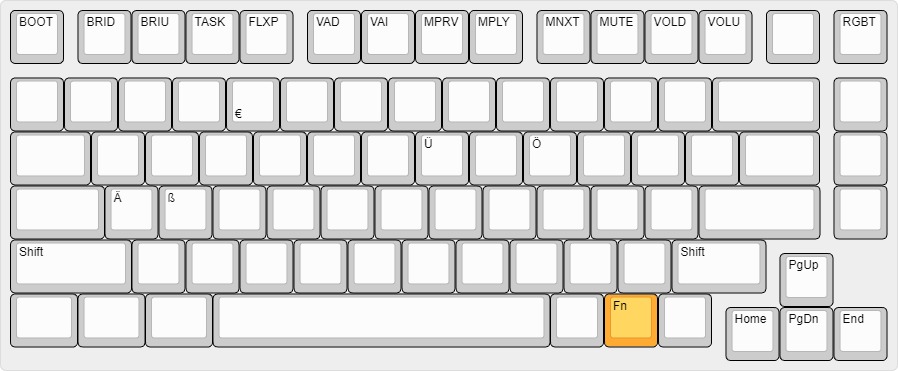 BOOT BRID BRIU TASK FLXP VAD VAI MPRV MPLY MNXT MUTE VOLD VOLU RGBT
€
Ü Ö
Ä ß
Shift Shift
PgUp
Fn
Home PgDn End